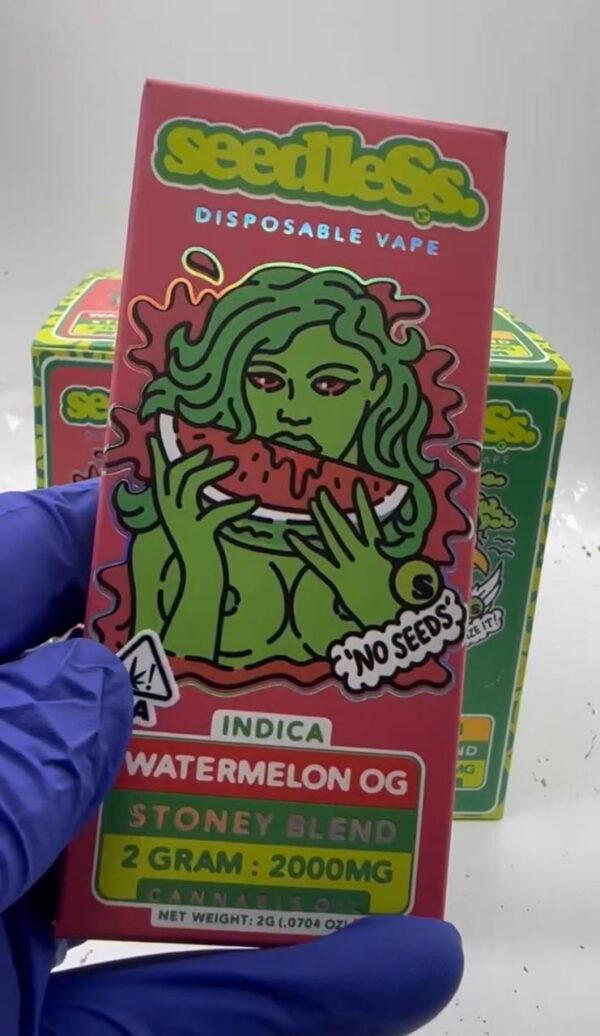 seedless.
DISPOSABLE VAPE
S
'NO SEEDS'
CA
INDICA
WATERMELON OG
STONEY BLEND
2 GRAM : 2000MG
CANNABIS OIL
NET WEIGHT: 2G (.0704 OZ)